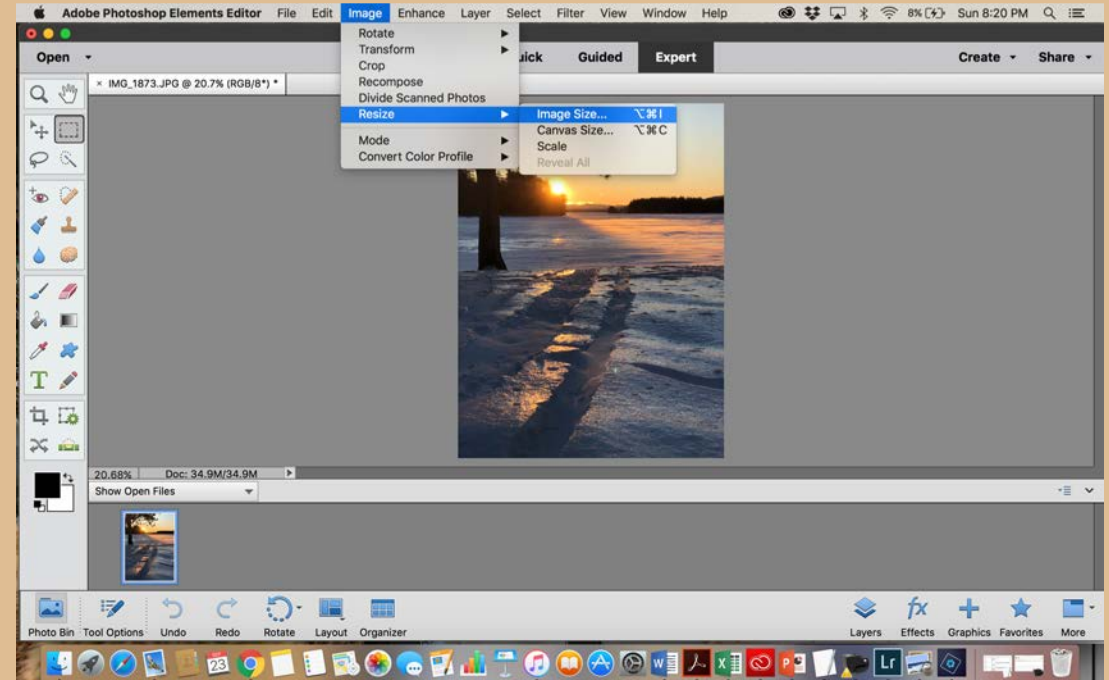 Adobe Photoshop Elements Editor File Edit Image Enhance Layer Select Filter View Window Help 8% Sun 8:20 PM
Open Guided Expert Create Share
× IMG_1873.JPG @ 20.7% (RGB/8*) *
Rotate
Transform
Crop
Recompose
Divide Scanned Photos
Resize
Mode
Convert Color Profile
Image Size... ⌥⌘I
Canvas Size... ⌥⌘C
Scale
Reveal All
T
20.68% Doc: 34.9M/34.9M
Show Open Files
fx
Photo Bin Tool Options Undo Redo Rotate Layout Organizer Layers Effects Graphics Favorites More
23 Lr